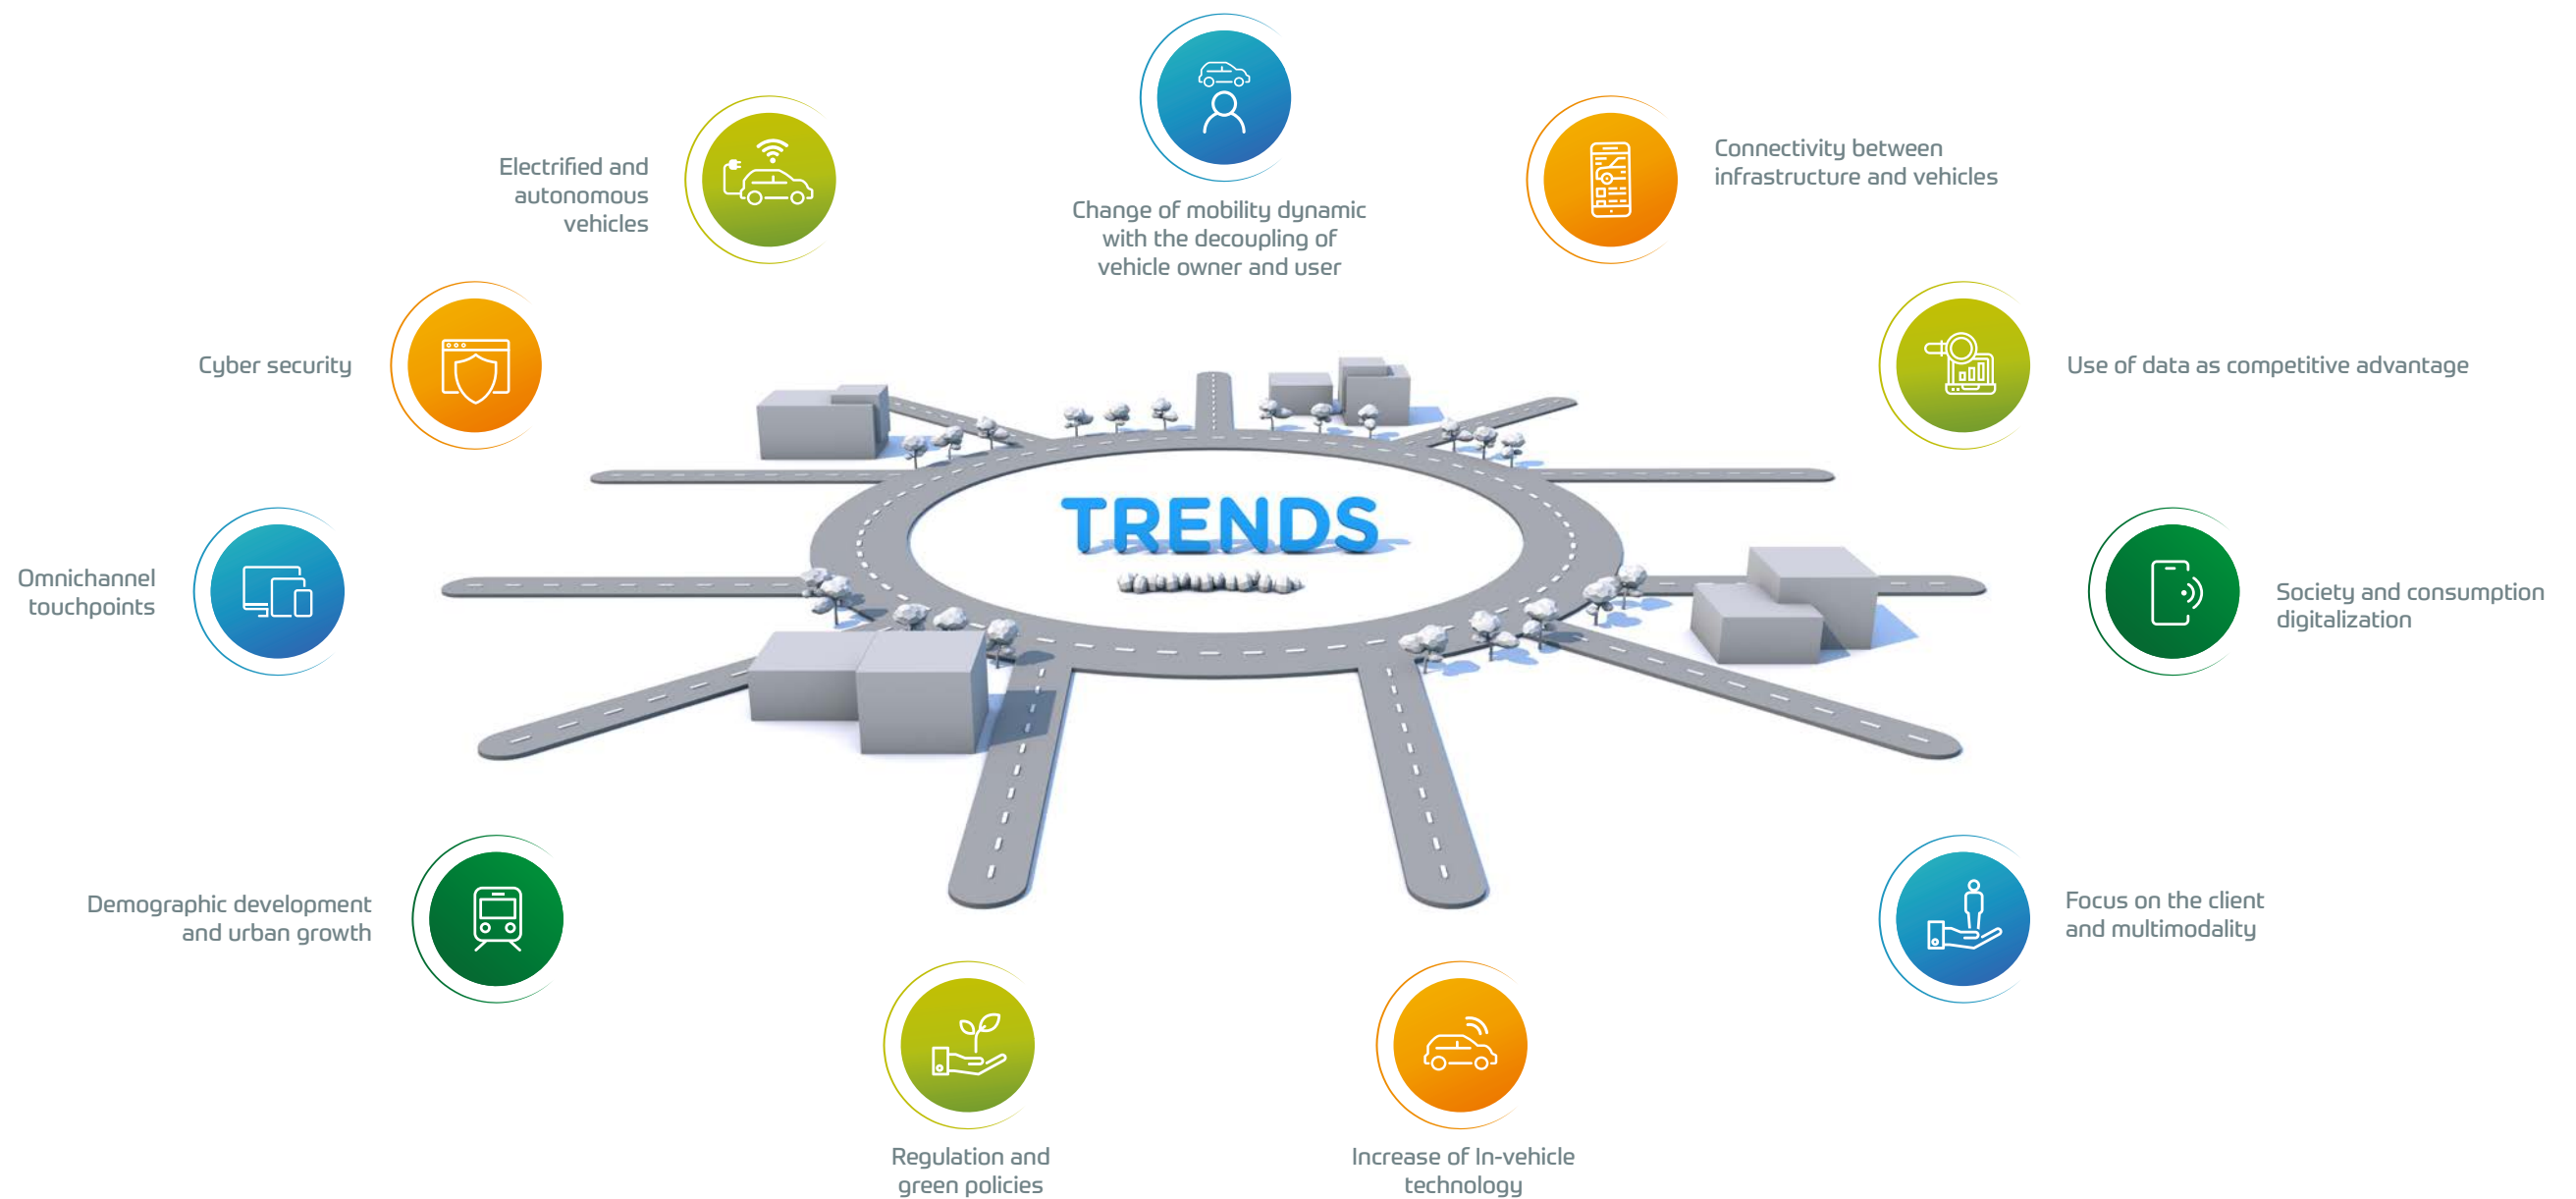 Change of mobility dynamic
with the decoupling of
vehicle owner and user
Connectivity between
infrastructure and vehicles
Use of data as competitive advantage
Society and consumption
digitalization
Focus on the client
and multimodality
Increase of In-vehicle
technology
Regulation and
green policies
Demographic development
and urban growth
Omnichannel
touchpoints
Cyber security
Electrified and
autonomous
vehicles
TRENDS